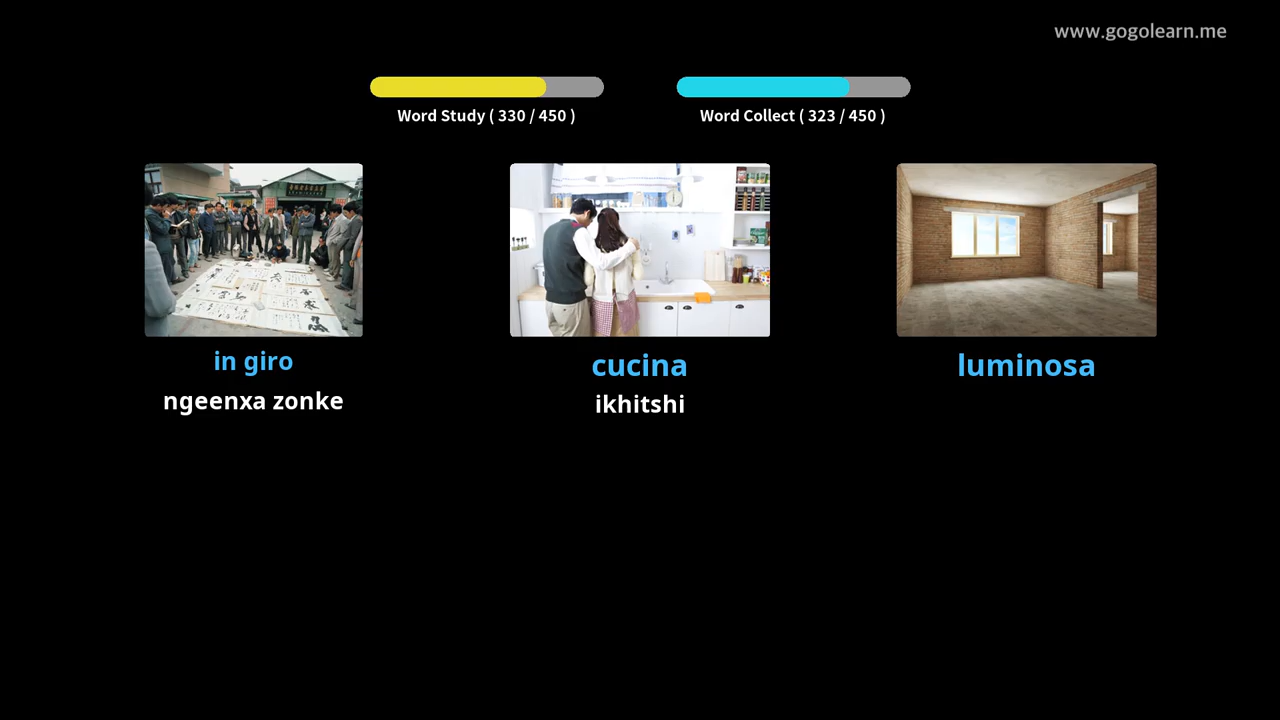 www.gogolearn.me
Word Study ( 330 / 450 )
Word Collect ( 323 / 450 )
in giro
ngeenxa zonke
cucina
ikhitshi
luminosa